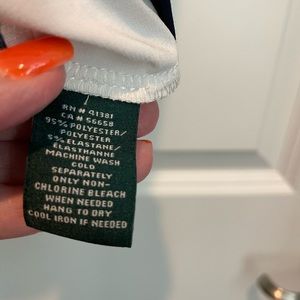 RN# 91381
CA# 56658
95% POLYESTER/
POLYESTER
5% ELASTANE/
ELASTHANNE
MACHINE WASH
COLD
SEPARATELY
ONLY NON-
CHLORINE BLEACH
WHEN NEEDED
HANG TO DRY
COOL IRON IF NEEDED